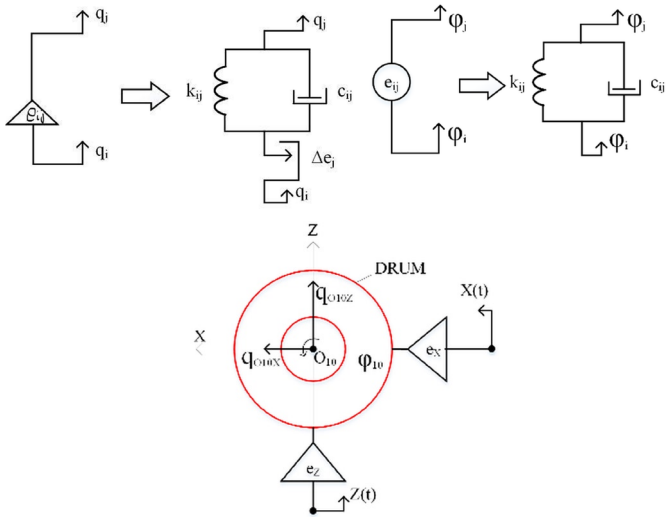 qj
qj
φj
φj
kij
cij
eij
kij
cij
qi
Δej
φi
φi
qi
Z
DRUM
X(t)
qO10Z
X
qO10X
O10
φ10
eX
eZ
Z(t)